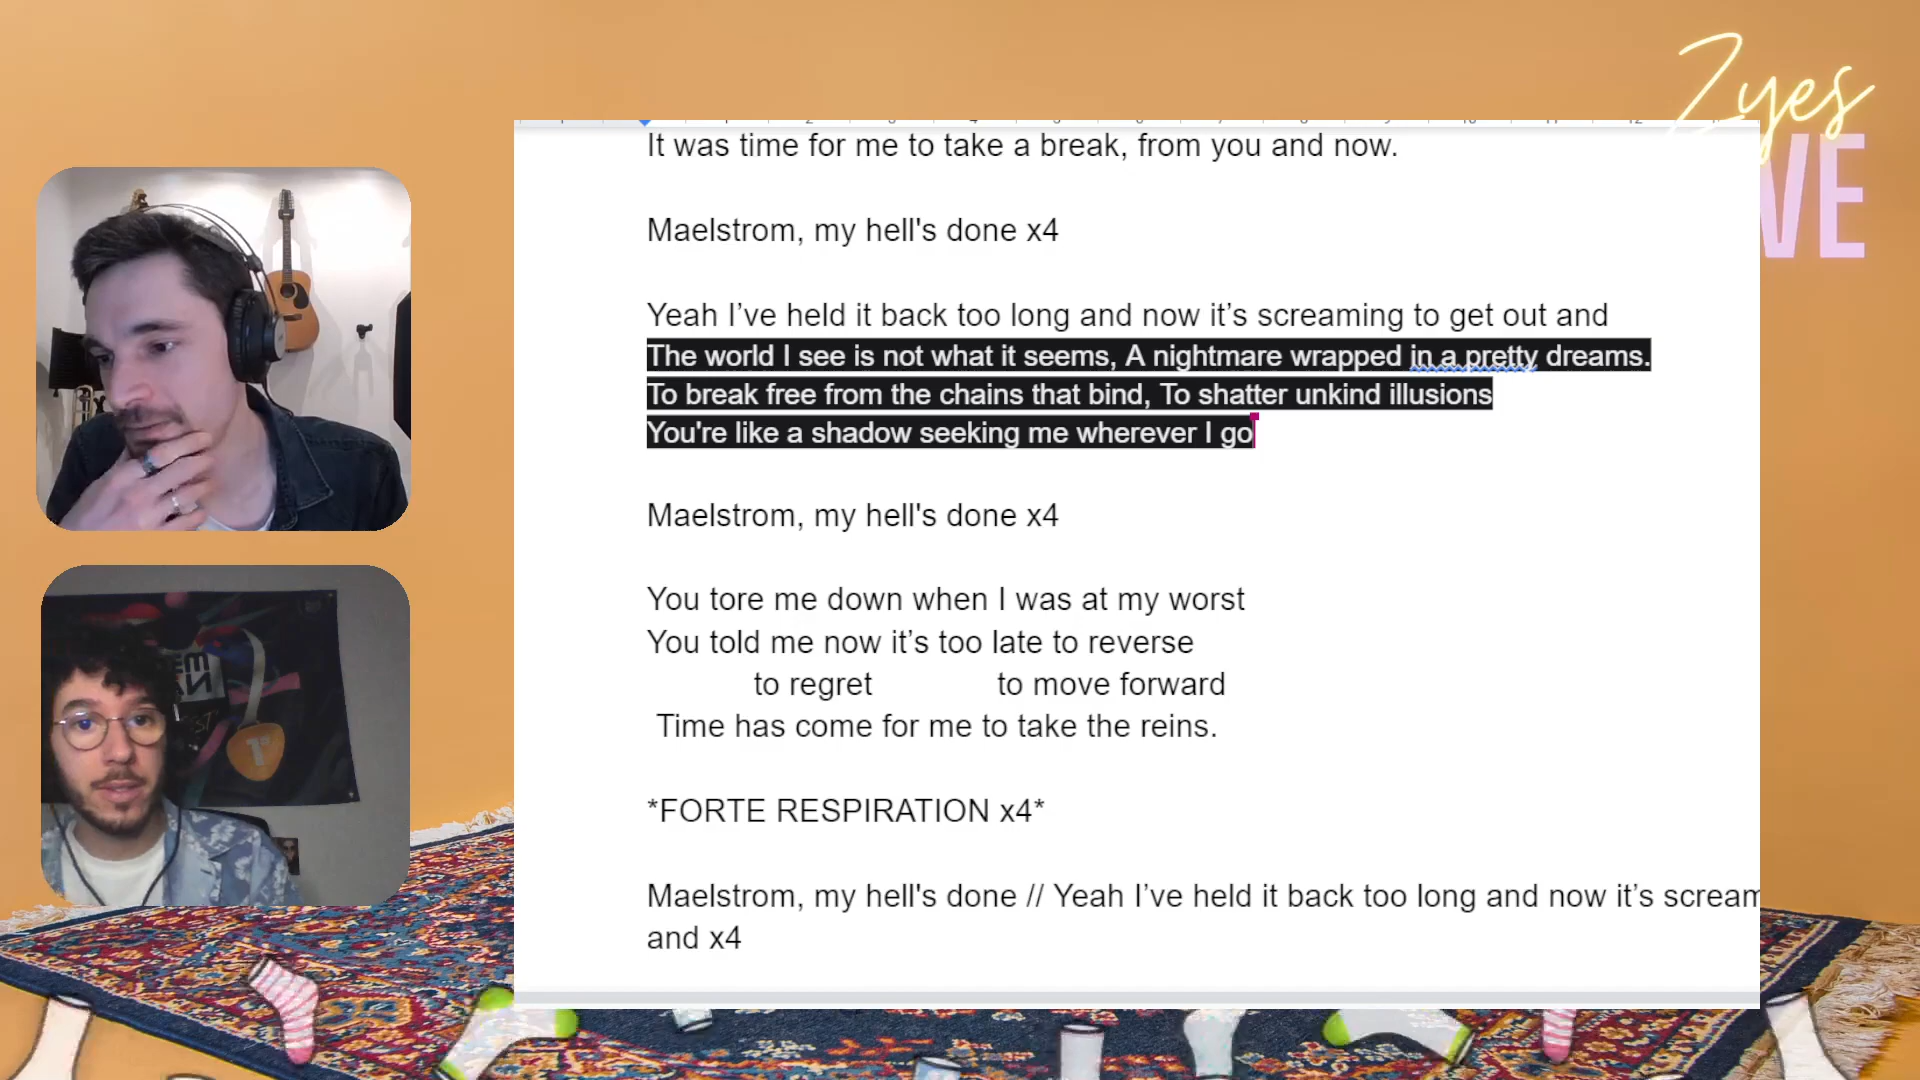 Zyes
VE
It was time for me to take a break, from you and now.
Maelstrom, my hell's done x4
Yeah I’ve held it back too long and now it’s screaming to get out and
The world I see is not what it seems, A nightmare wrapped in a pretty dreams.
To break free from the chains that bind, To shatter unkind illusions
You're like a shadow seeking me wherever I go
Maelstrom, my hell's done x4
You tore me down when I was at my worst
You told me now it’s too late to reverse
to regret to move forward
Time has come for me to take the reins.
*FORTE RESPIRATION x4*
Maelstrom, my hell's done // Yeah I’ve held it back too long and now it’s scream
and x4